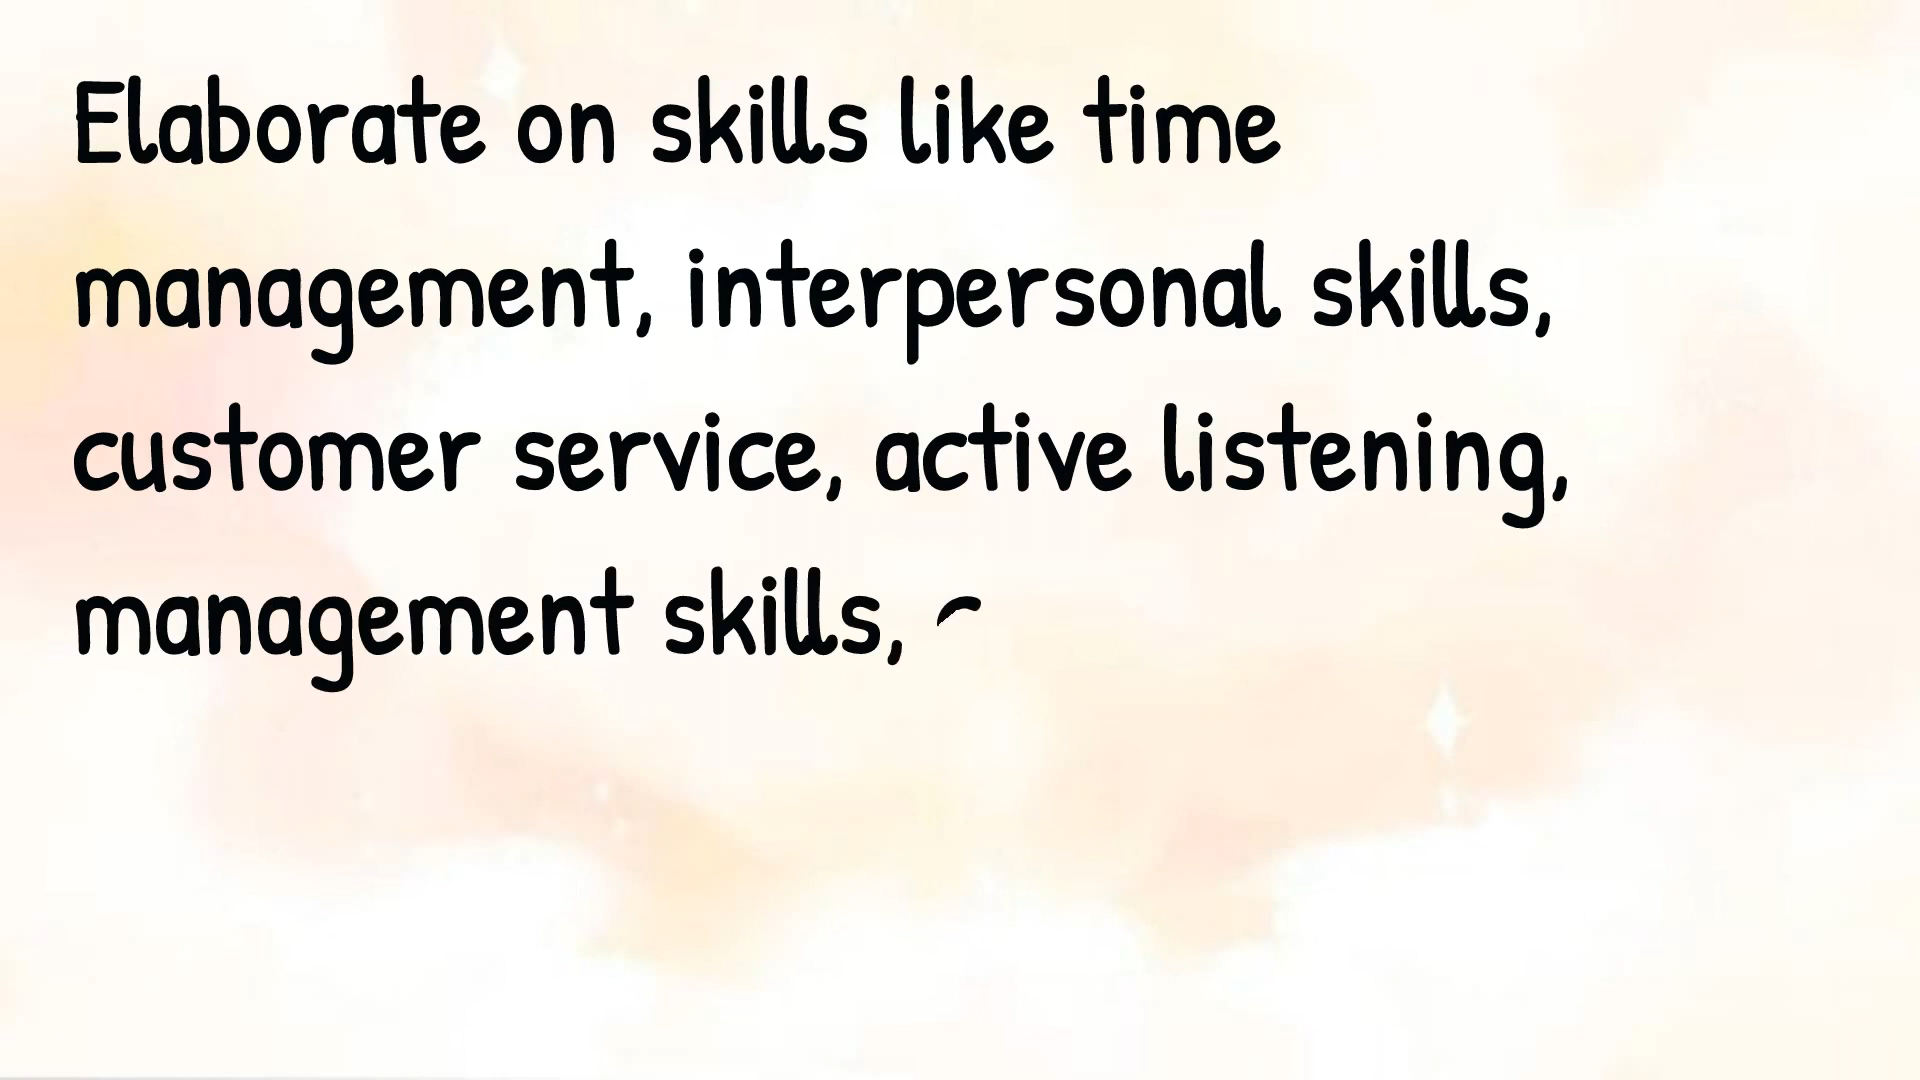 Elaborate on skills like time
management, interpersonal skills,
customer service, active listening,
management skills,